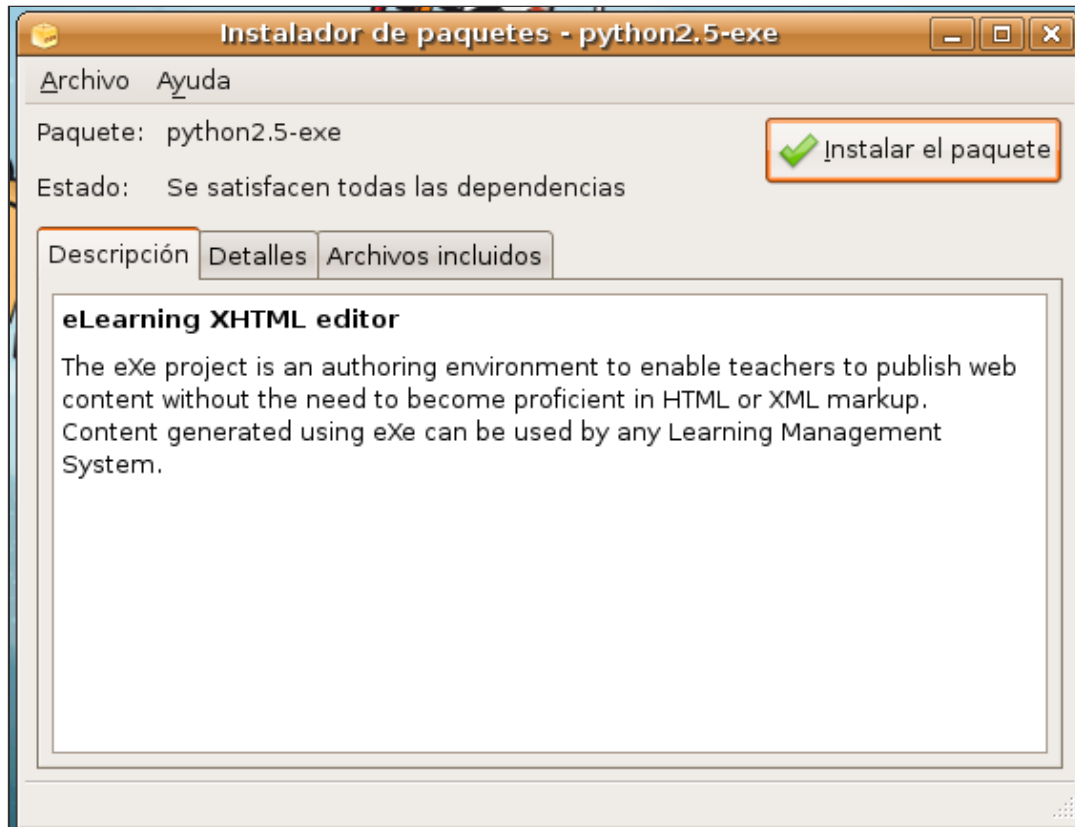 Instalador de paquetes - python2.5-exe
Archivo Ayuda
Paquete: python2.5-exe
Instalar el paquete
Estado: Se satisfacen todas las dependencias
Descripción Detalles Archivos incluidos
eLearning XHTML editor
The eXe project is an authoring environment to enable teachers to publish web
content without the need to become proficient in HTML or XML markup.
Content generated using eXe can be used by any Learning Management
System.